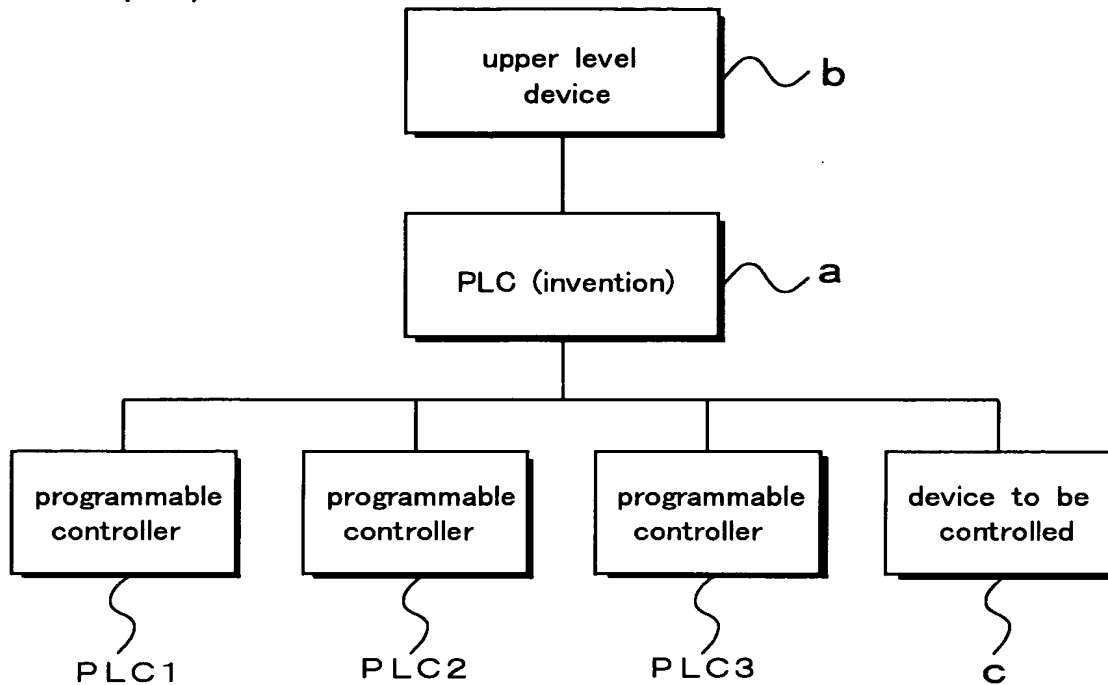 upper level
device
b
PLC (invention)
a
programmable
controller
programmable
controller
programmable
controller
device to be
controlled
PLC1
PLC2
PLC3
c